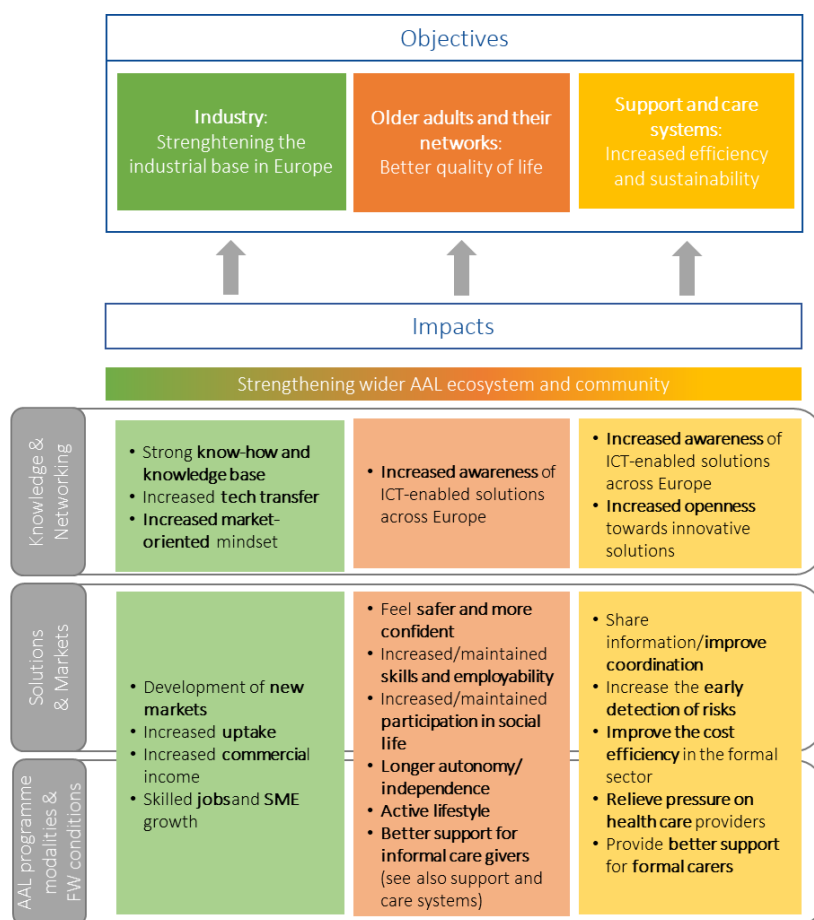 Objectives
Industry:
Strenghtening the
industrial base in Europe
Older adults and their
networks:
Better quality of life
Support and care
systems:
Increased efficiency
and sustainability
Impacts
Strengthening wider AAL ecosystem and community
Knowledge &
Networking
• Strong know-how and
knowledge base
• Increased tech transfer
• Increased market-
oriented mindset
• Increased awareness of
ICT-enabled solutions
across Europe
• Increased awareness of
ICT-enabled solutions
across Europe
• Increased openness
towards innovative
solutions
Solutions
& Markets
AAL programme
modalities &
FW conditions
• Development of new
markets
• Increased uptake
• Increased commercial
income
• Skilled jobs and SME
growth
• Feel safer and more
confident
• Increased/maintained
skills and employability
• Increased/maintained
participation in social
life
• Longer autonomy/
independence
• Active lifestyle
• Better support for
informal care givers
(see also support and
care systems)
• Share
information/improve
coordination
• Increase the early
detection of risks
• Improve the cost
efficiency in the formal
sector
• Relieve pressure on
health care providers
• Provide better support
for formal carers